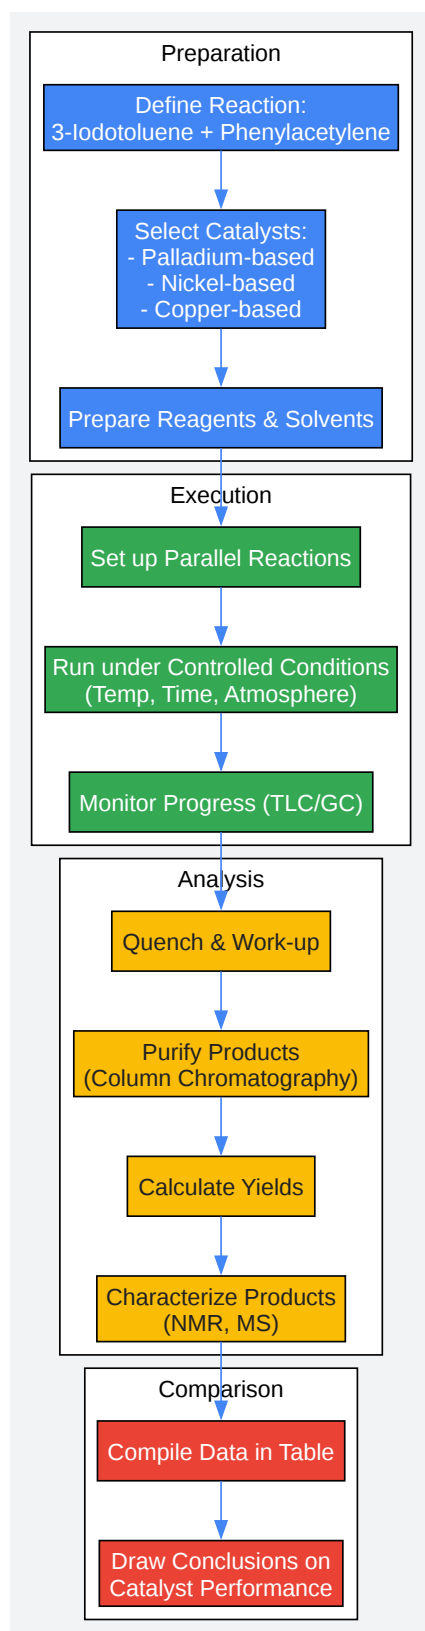 Preparation
Define Reaction:
3-Iodotoluene + Phenylacetylene
Select Catalysts:
- Palladium-based
- Nickel-based
- Copper-based
Prepare Reagents & Solvents
Execution
Set up Parallel Reactions
Run under Controlled Conditions
(Temp, Time, Atmosphere)
Monitor Progress (TLC/GC)
Analysis
Quench & Work-up
Purify Products
(Column Chromatography)
Calculate Yields
Characterize Products
(NMR, MS)
Comparison
Compile Data in Table
Draw Conclusions on
Catalyst Performance